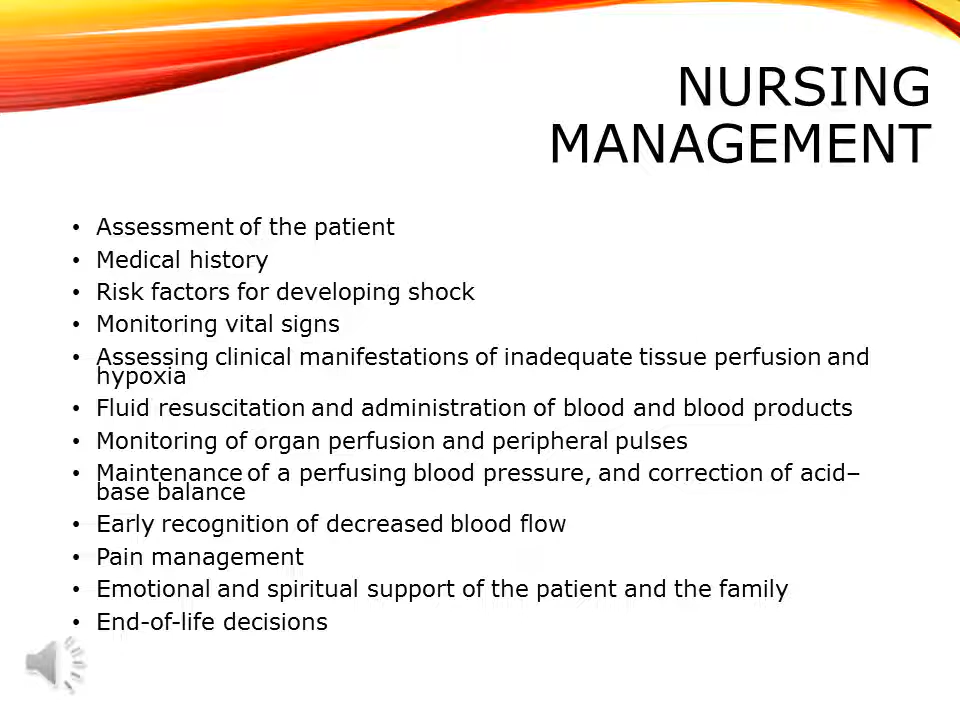 NURSING
MANAGEMENT
• Assessment of the patient
• Medical history
• Risk factors for developing shock
• Monitoring vital signs
• Assessing clinical manifestations of inadequate tissue perfusion and
hypoxia
• Fluid resuscitation and administration of blood and blood products
• Monitoring of organ perfusion and peripheral pulses
• Maintenance of a perfusing blood pressure, and correction of acid–
base balance
• Early recognition of decreased blood flow
• Pain management
• Emotional and spiritual support of the patient and the family
• End-of-life decisions